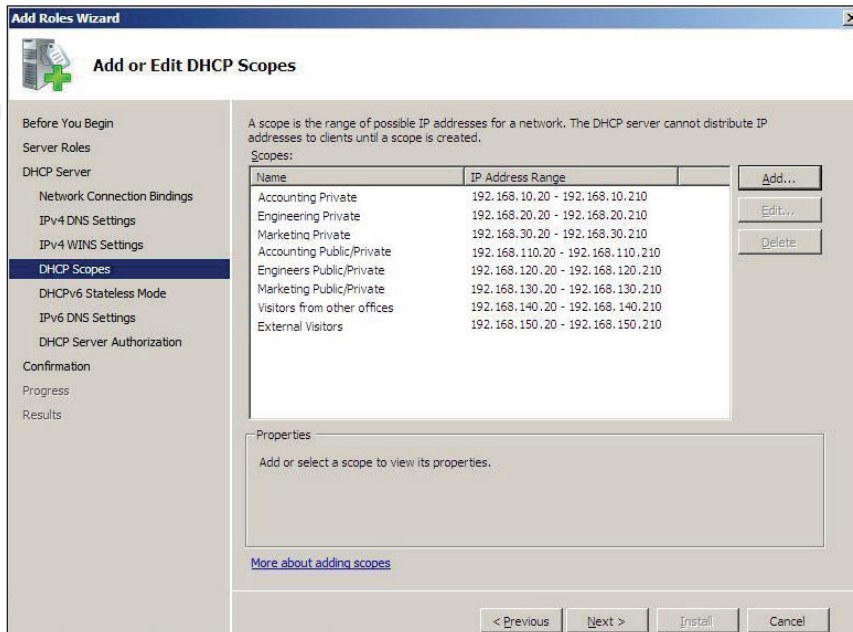 Add Roles Wizard
Add or Edit DHCP Scopes
Before You Begin
Server Roles
DHCP Server
Network Connection Bindings
IPv4 DNS Settings
IPv4 WINS Settings
DHCP Scopes
DHCPv6 Stateless Mode
IPv6 DNS Settings
DHCP Server Authorization
Confirmation
Progress
Results
A scope is the range of possible IP addresses for a network. The DHCP server cannot distribute IP
addresses to clients until a scope is created.
Scopes:
Name IP Address Range
Accounting Private 192.168.10.20 - 192.168.10.210
Engineering Private 192.168.20.20 - 192.168.20.210
Marketing Private 192.168.30.20 - 192.168.30.210
Accounting Public/Private 192.168.110.20 - 192.168.110.210
Engineers Public/Private 192.168.120.20 - 192.168.120.210
Marketing Public/Private 192.168.130.20 - 192.168.130.210
Visitors from other offices 192.168.140.20 - 192.168.140.210
External Visitors 192.168.150.20 - 192.168.150.210
Add...
Edit...
Delete
Properties
Add or select a scope to view its properties.
More about adding scopes
< Previous Next > Install Cancel